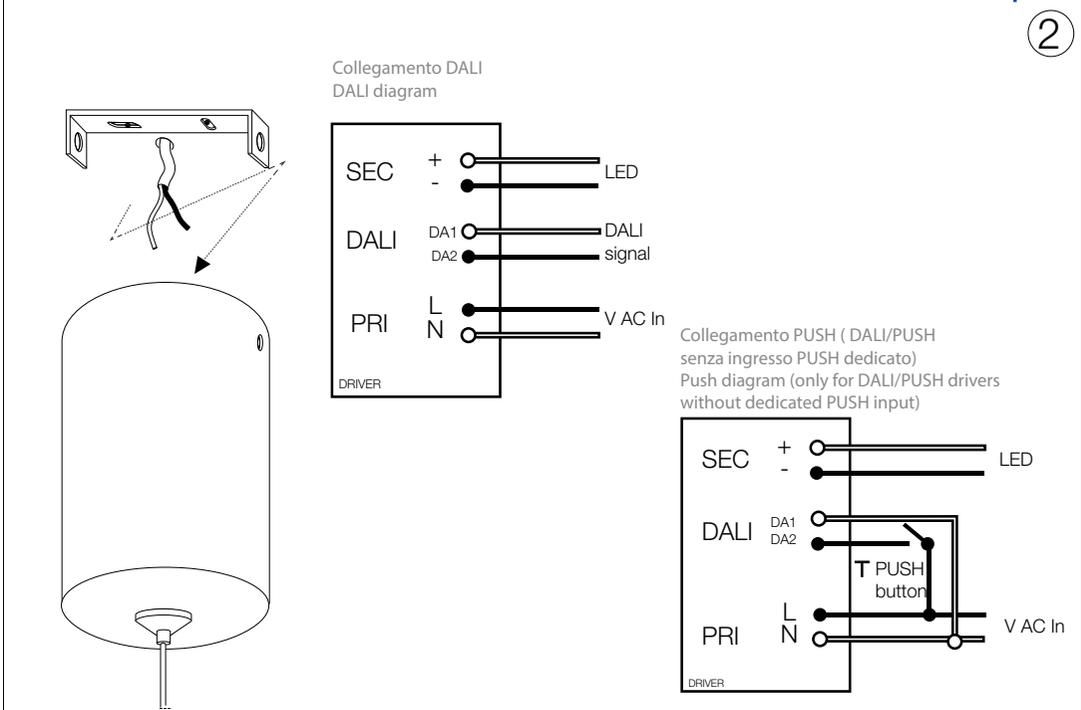 2
Collegamento DALI
DALI diagram
SEC + LED
-
DALI DA1 DALI
DA2 signal
PRI L V AC In
N
DRIVER
Collegamento PUSH ( DALI/PUSH
senza ingresso PUSH dedicato)
Push diagram (only for DALI/PUSH drivers
without dedicated PUSH input)
SEC + LED
-
DALI DA1
DA2
T PUSH
button
PRI L V AC In
N
DRIVER